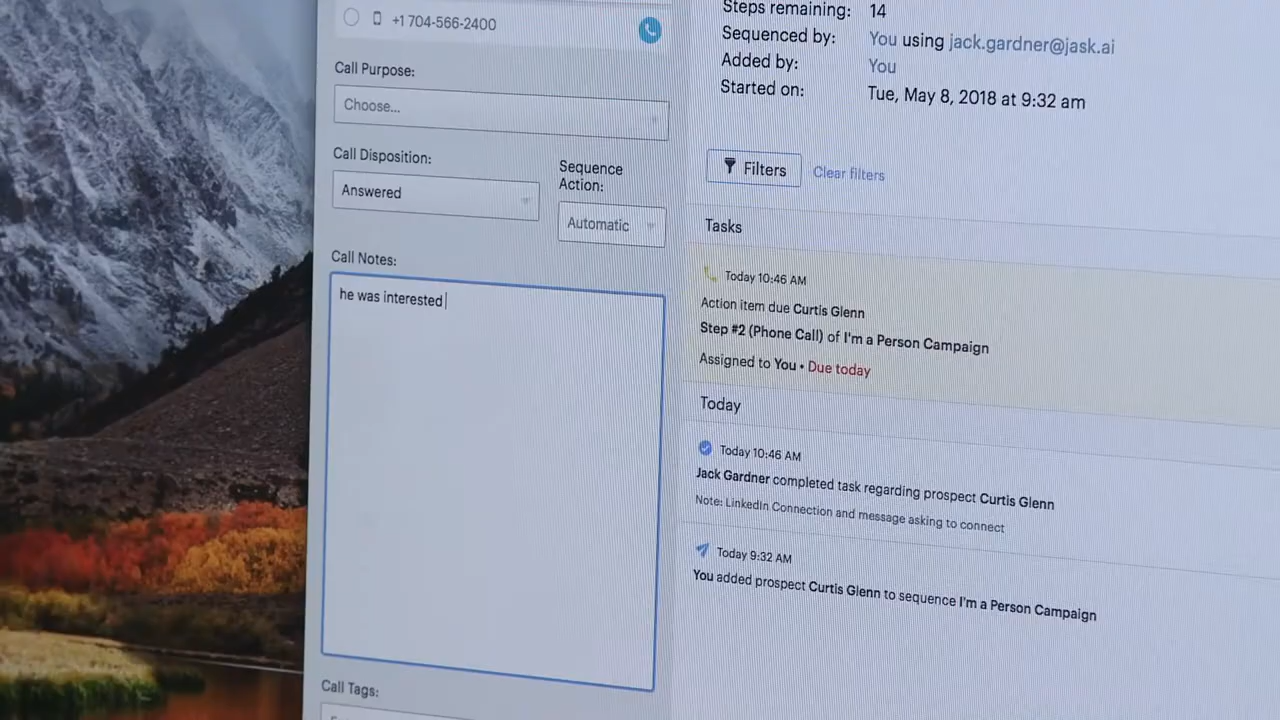 +1 704-566-2400
Call Purpose:
Choose...
Call Disposition:
Answered
Sequence
Action:
Automatic
Call Notes:
he was interested
Call Tags:
Steps remaining: 14
Sequenced by: You using jack.gardner@jask.ai
Added by: You
Started on: Tue, May 8, 2018 at 9:32 am
Filters Clear filters
Tasks
Today 10:46 AM
Action item due Curtis Glenn
Step #2 (Phone Call) of I'm a Person Campaign
Assigned to You • Due today
Today
Today 10:46 AM
Jack Gardner completed task regarding prospect Curtis Glenn
Note: LinkedIn Connection and message asking to connect
Today 9:32 AM
You added prospect Curtis Glenn to sequence I'm a Person Campaign